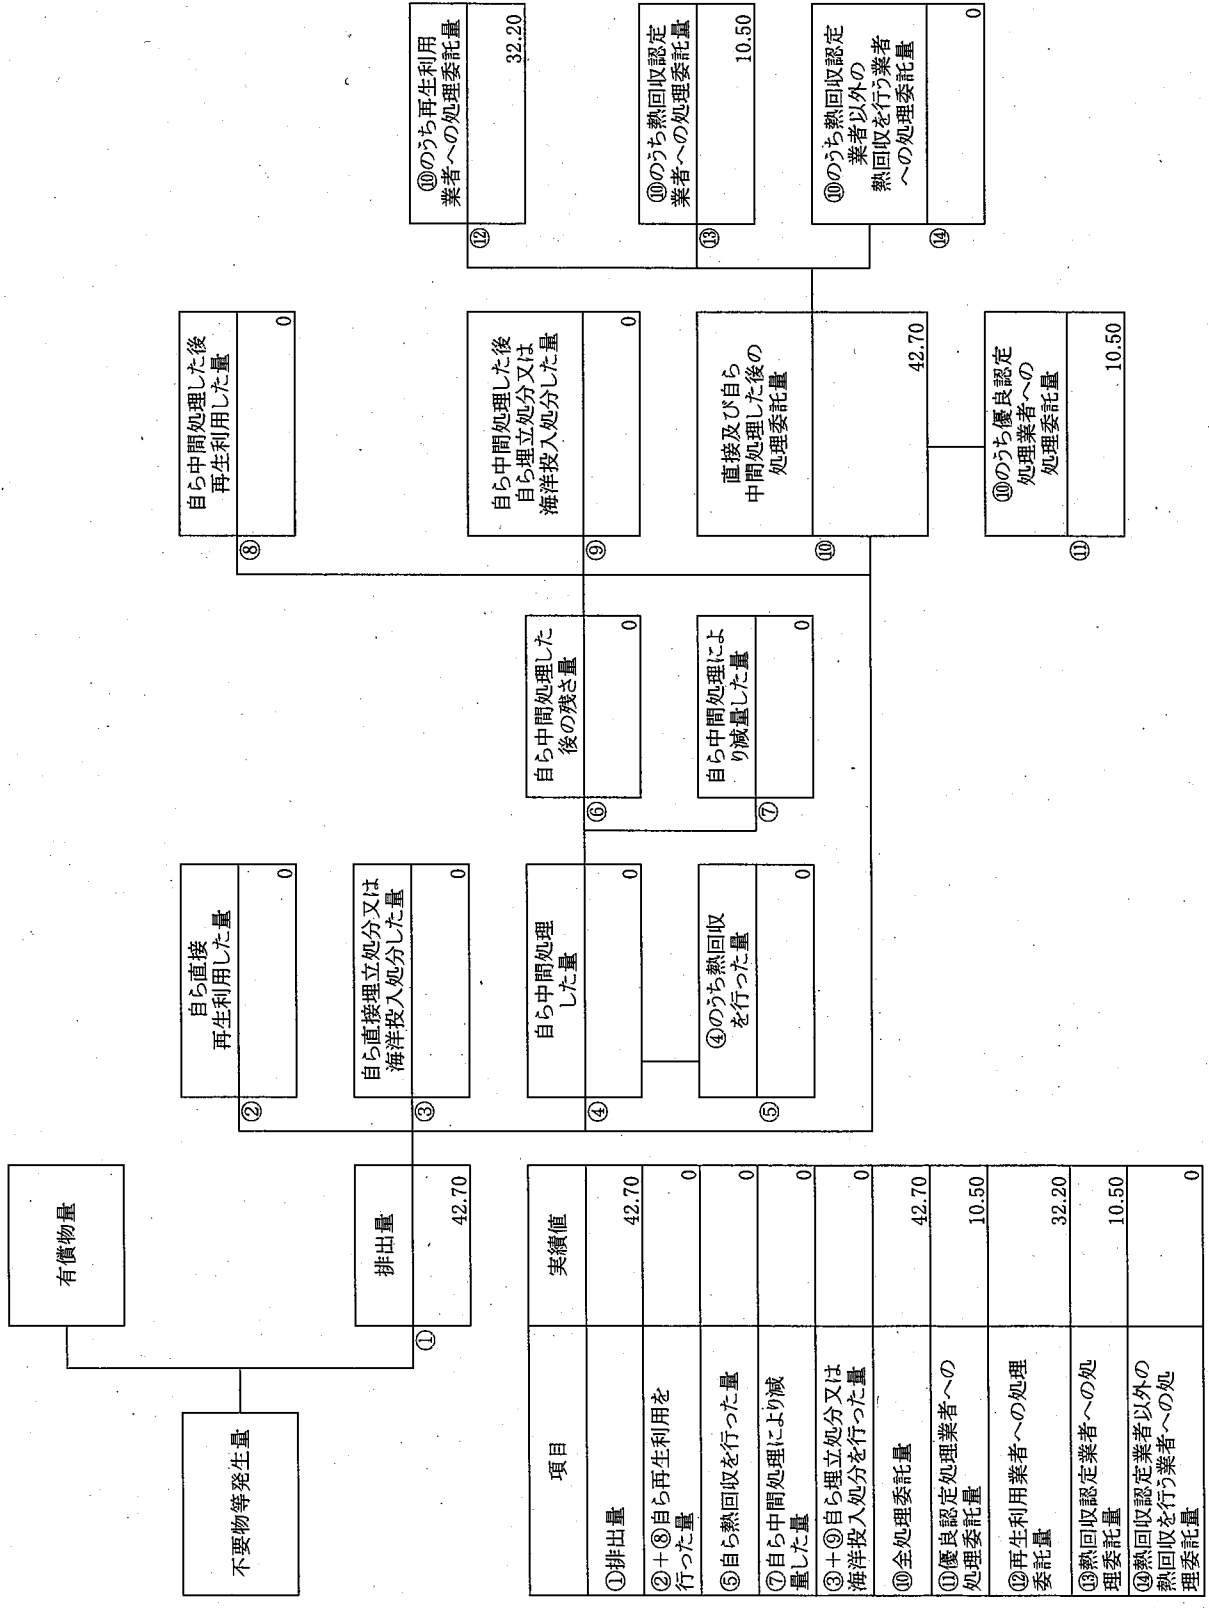 不要物等発生量
有償物量
①
排出量
42.70
②
自ら直接
再生利用した量
0
③
自ら直接埋立処分又は
海洋投入処分した量
0
④
自ら中間処理
した量
0
⑤
④のうち熱回収
を行った量
0
⑥
自ら中間処理した
後の残さ量
0
⑦
自ら中間処理によ
り減量した量
0
⑧
自ら中間処理した後
再生利用した量
0
⑨
自ら中間処理した後
自ら埋立処分又は
海洋投入処分した量
0
⑩
直接及び自ら
中間処理した後の
処理委託量
42.70
⑪
⑩のうち優良認定
処理業者への
処理委託量
10.50
⑫
⑩のうち再生利用
業者への処理委託量
32.20
⑬
⑩のうち熱回収認定
業者への処理委託量
10.50
⑭
⑩のうち熱回収認定
業者以外の
熱回収を行う業者
への処理委託量
0
項目
実績値
①排出量
42.70
②+⑧自ら再生利用を
行った量
0
⑤自ら熱回収を行った量
0
⑦自ら中間処理により減
量した量
0
③+⑨自ら埋立処分又は
海洋投入処分を行った量
0
⑩全処理委託量
42.70
⑪優良認定処理業者への
処理委託量
10.50
⑫再生利用業者への処理
委託量
32.20
⑬熱回収認定業者への処
理委託量
10.50
⑭熱回収認定業者以外の
熱回収を行う業者への処
理委託量
0